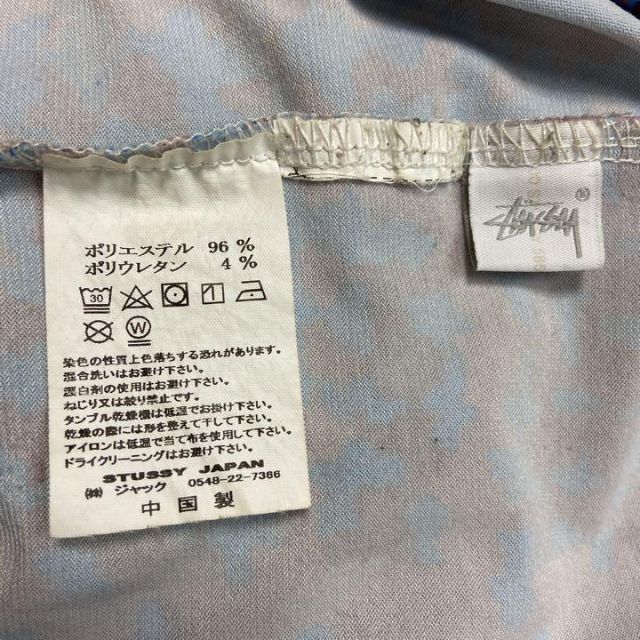 ポリエステル 96 %
ポリウレタン 4 %
30
1
W
染色の性質上色落ちする恐れがあります。
混合洗いはお避け下さい。
漂白剤の使用はお避け下さい。
ねじり又は絞り禁止です。
タンブル乾燥機は低温でお掛け下さい。
乾燥の際には形を整えて干して下さい。
アイロンは低温で当て布を使用して下さい。
ドライクリーニングはお避け下さい。
STUSSY JAPAN
㈱ ジャック 0548-22-7366
中 国 製
Stüssy ®